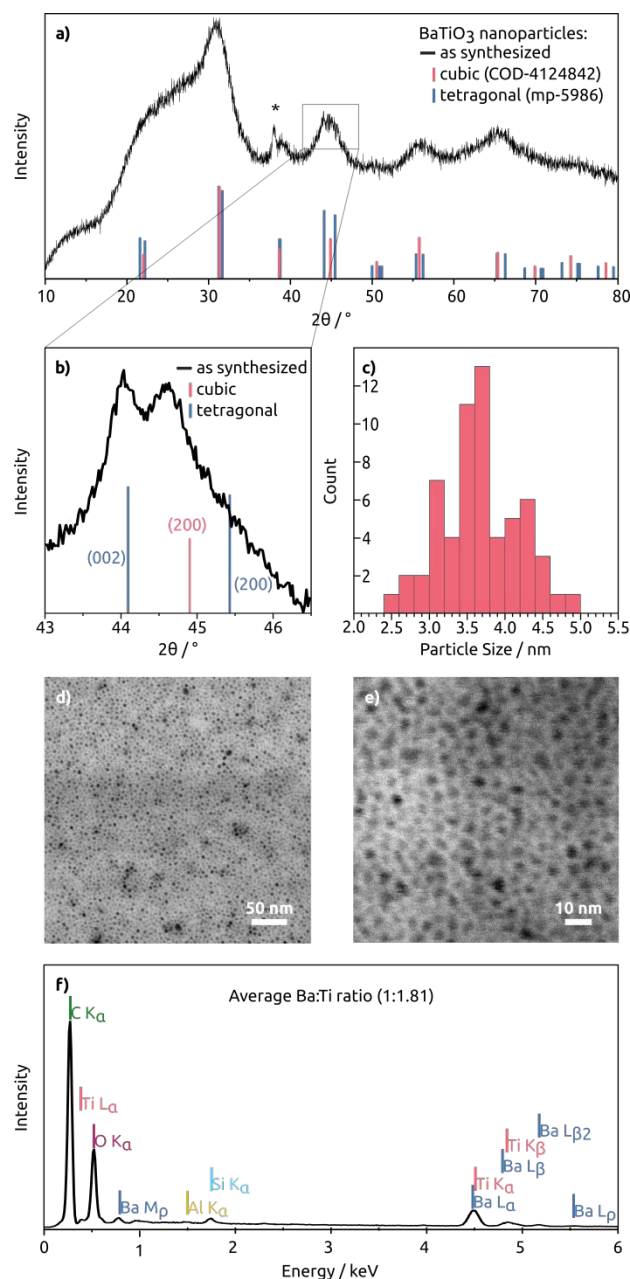 a)
BaTiO3 nanoparticles:
as synthesized
cubic (COD-4124842)
tetragonal (mp-5986)
*
Intensity
10 20 30 40 50 60 70 80
2θ / °
b)
as synthesized
cubic
tetragonal
Intensity
(200)
(002)
(200)
43 44 45 46
2θ / °
c)
12
10
8
6
4
2
Count
2.0 2.5 3.0 3.5 4.0 4.5 5.0 5.5
Particle Size / nm
d)
50 nm
e)
10 nm
f)
Average Ba:Ti ratio (1:1.81)
C Kα
Ti Lα
O Kα
Ba Mρ
Al Kα
Si Kα
Ba Lβ2
Ti Kβ
Ba Lβ
Ti Kα
Ba Lα
Ba Lρ
Intensity
0 1 2 3 4 5 6
Energy / keV